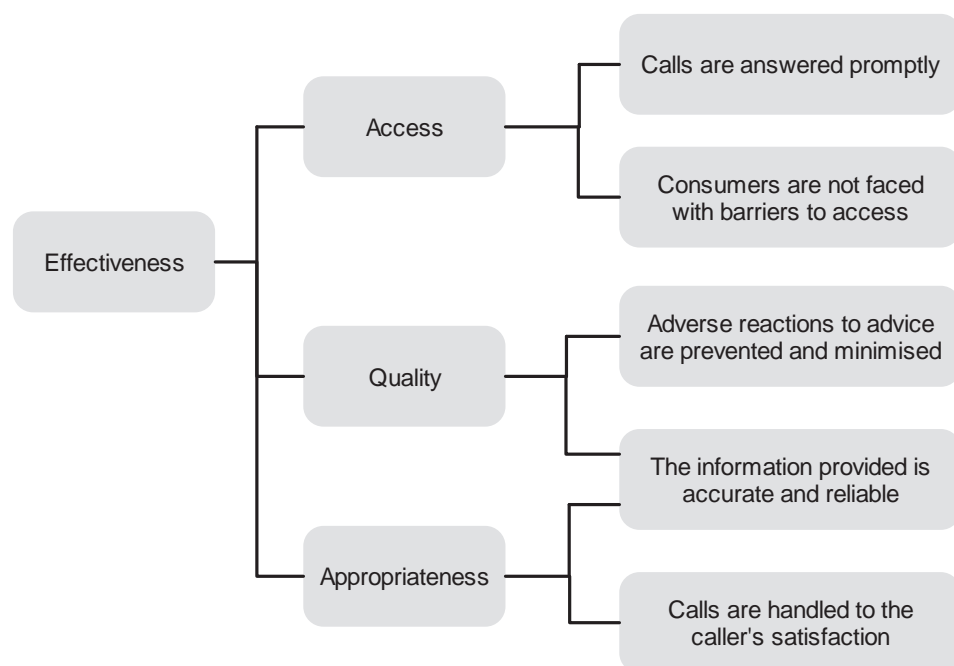 Effectiveness
Access
Calls are answered promptly
Consumers are not faced
with barriers to access
Quality
Adverse reactions to advice
are prevented and minimised
The information provided is
accurate and reliable
Appropriateness
Calls are handled to the
caller's satisfaction